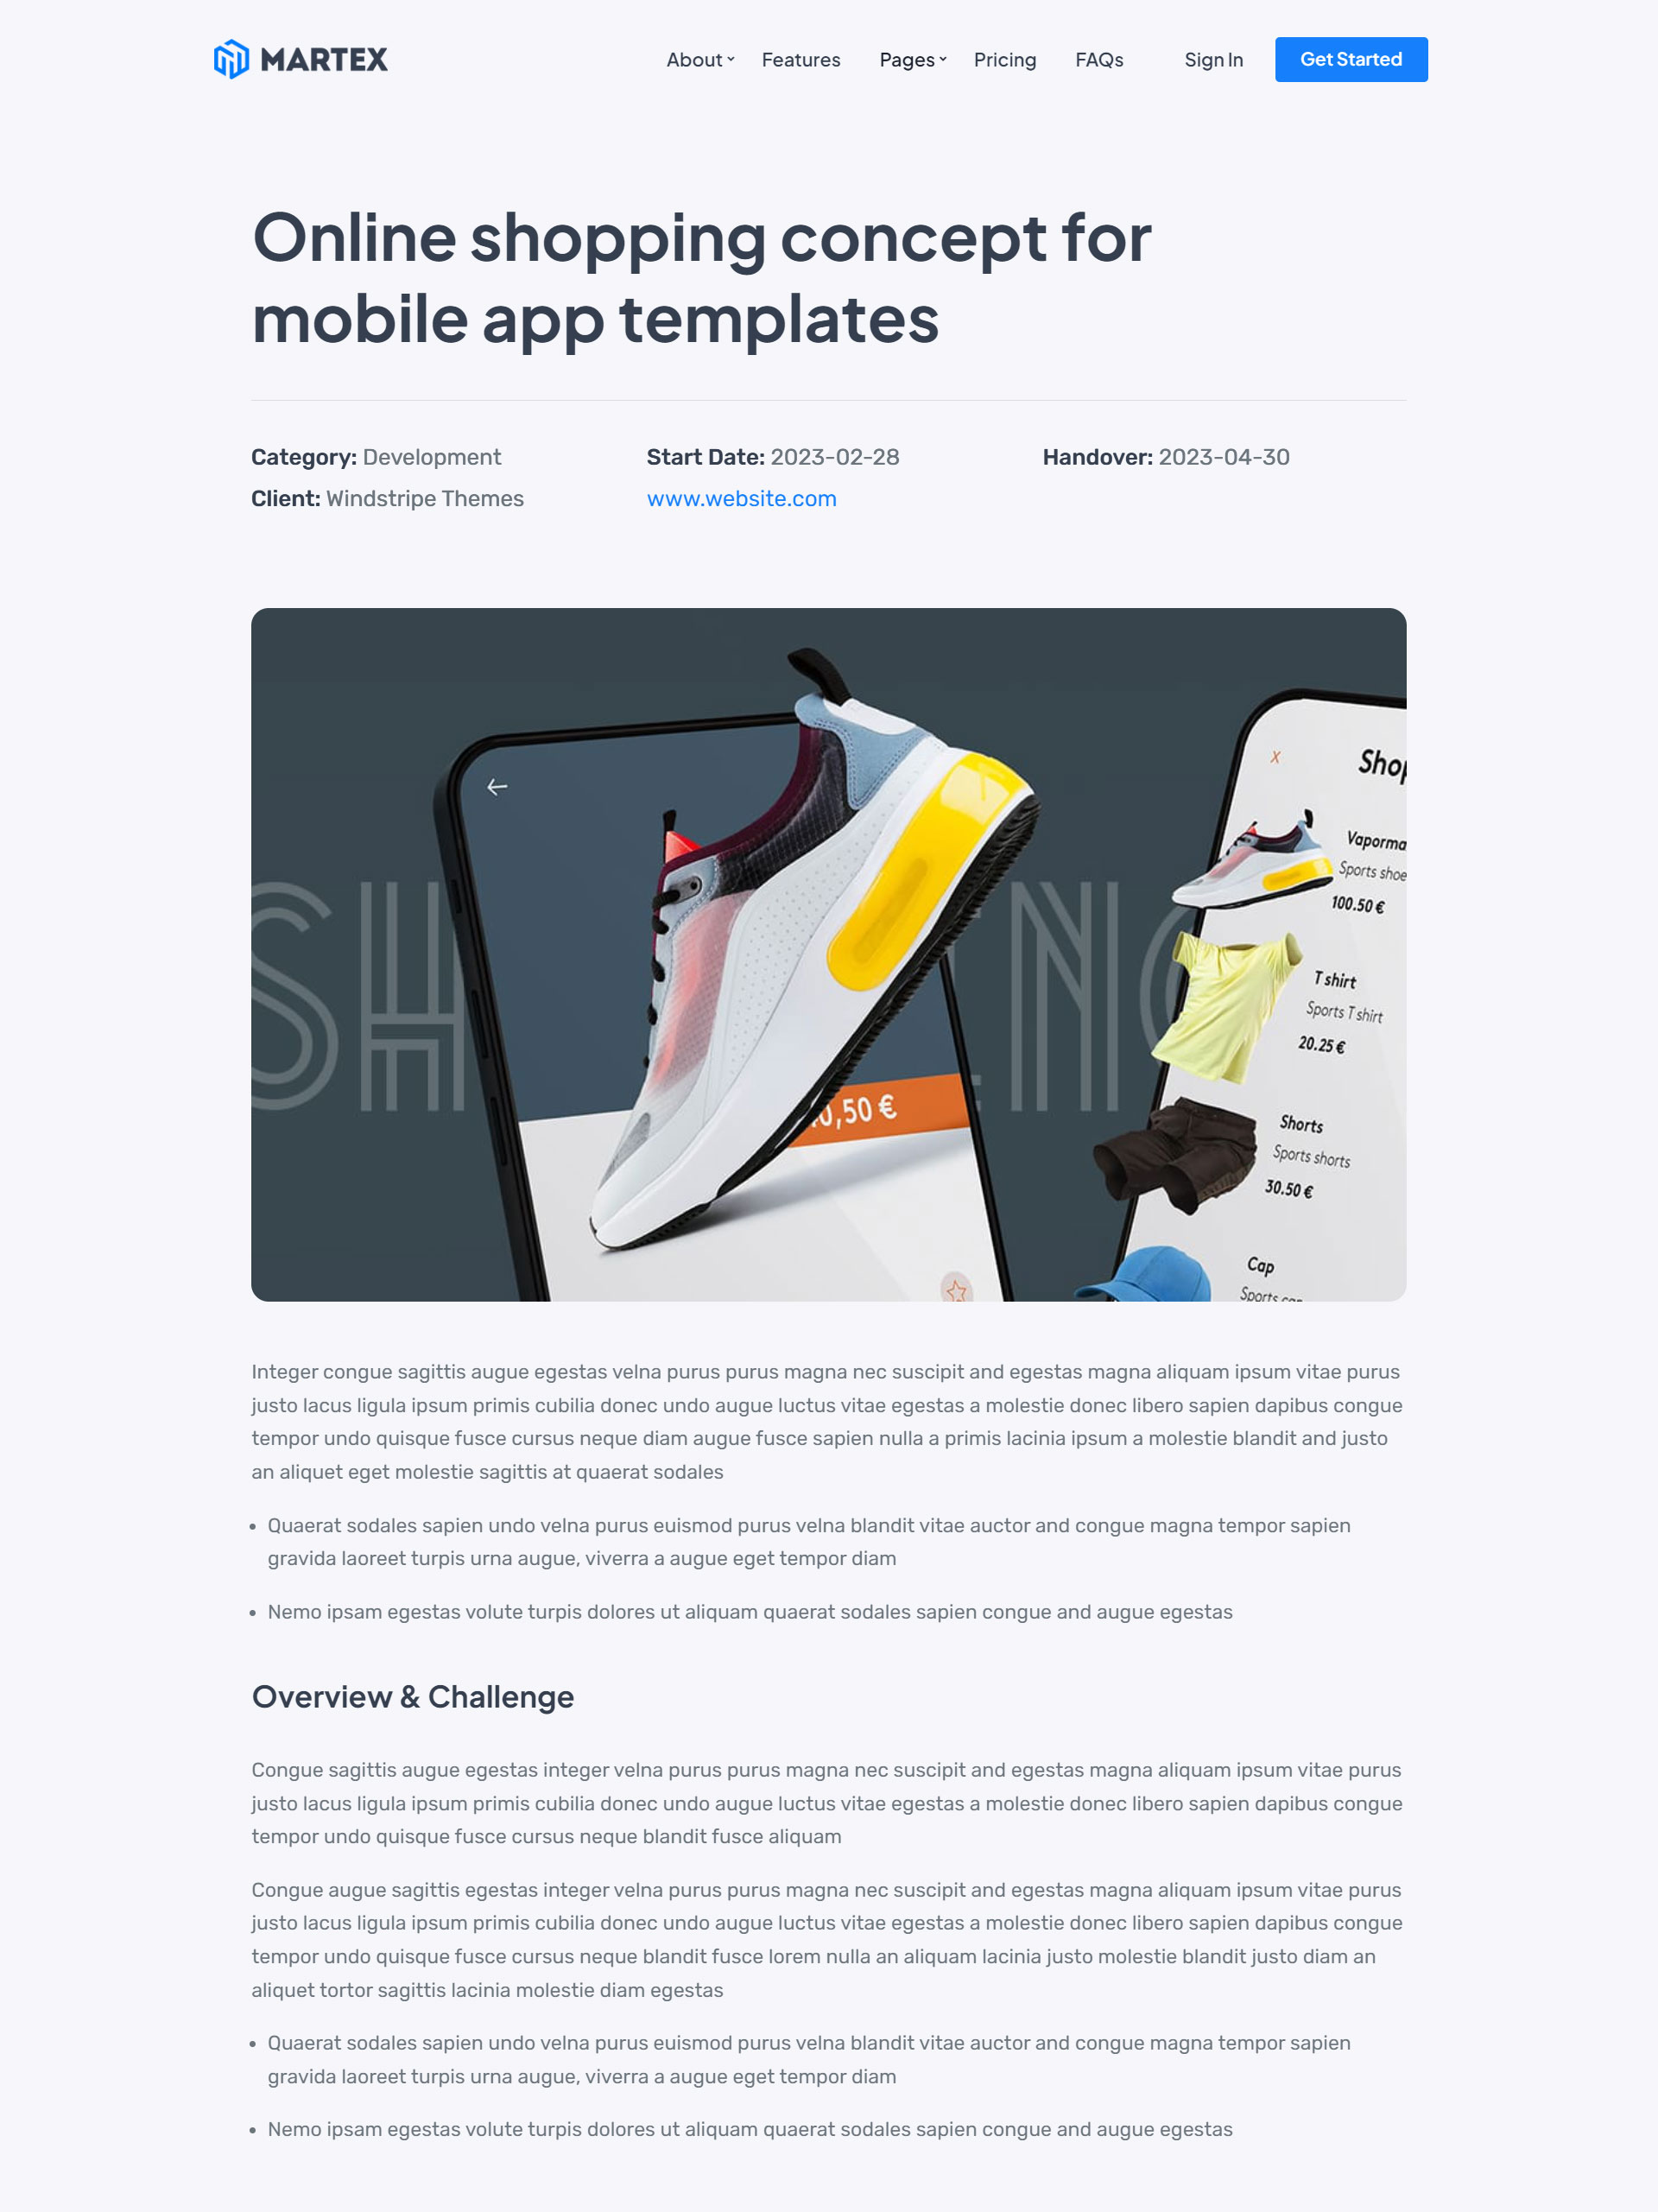 MARTEX
About Features Pages Pricing FAQs Sign In Get Started
Online shopping concept for
mobile app templates
Category: Development Start Date: 2023-02-28 Handover: 2023-04-30
Client: Windstripe Themes www.website.com
X
Vaporma
Sports shoe
100.50 €
SH
T shirt
Sports T shirt
20.25 €
0,50 €
Shorts
Sports shorts
30.50 €
Cap
Sports
Integer congue sagittis augue egestas velna purus purus magna nec suscipit and egestas magna aliquam ipsum vitae purus
justo lacus ligula ipsum primis cubilia donec undo augue luctus vitae egestas a molestie donec libero sapien dapibus congue
tempor undo quisque fusce cursus neque diam augue fusce sapien nulla a primis lacinia ipsum a molestie blandit and justo
an aliquet eget molestie sagittis at quaerat sodales
• Quaerat sodales sapien undo velna purus euismod purus velna blandit vitae auctor and congue magna tempor sapien
gravida laoreet turpis urna augue, viverra a augue eget tempor diam
• Nemo ipsam egestas volute turpis dolores ut aliquam quaerat sodales sapien congue and augue egestas
Overview & Challenge
Congue sagittis augue egestas integer velna purus purus magna nec suscipit and egestas magna aliquam ipsum vitae purus
justo lacus ligula ipsum primis cubilia donec undo augue luctus vitae egestas a molestie donec libero sapien dapibus congue
tempor undo quisque fusce cursus neque blandit fusce aliquam
Congue augue sagittis egestas integer velna purus purus magna nec suscipit and egestas magna aliquam ipsum vitae purus
justo lacus ligula ipsum primis cubilia donec undo augue luctus vitae egestas a molestie donec libero sapien dapibus congue
tempor undo quisque fusce cursus neque blandit fusce lorem nulla an aliquam lacinia justo molestie blandit justo diam an
aliquet tortor sagittis lacinia molestie diam egestas
• Quaerat sodales sapien undo velna purus euismod purus velna blandit vitae auctor and congue magna tempor sapien
gravida laoreet turpis urna augue, viverra a augue eget tempor diam
• Nemo ipsam egestas volute turpis dolores ut aliquam quaerat sodales sapien congue and augue egestas